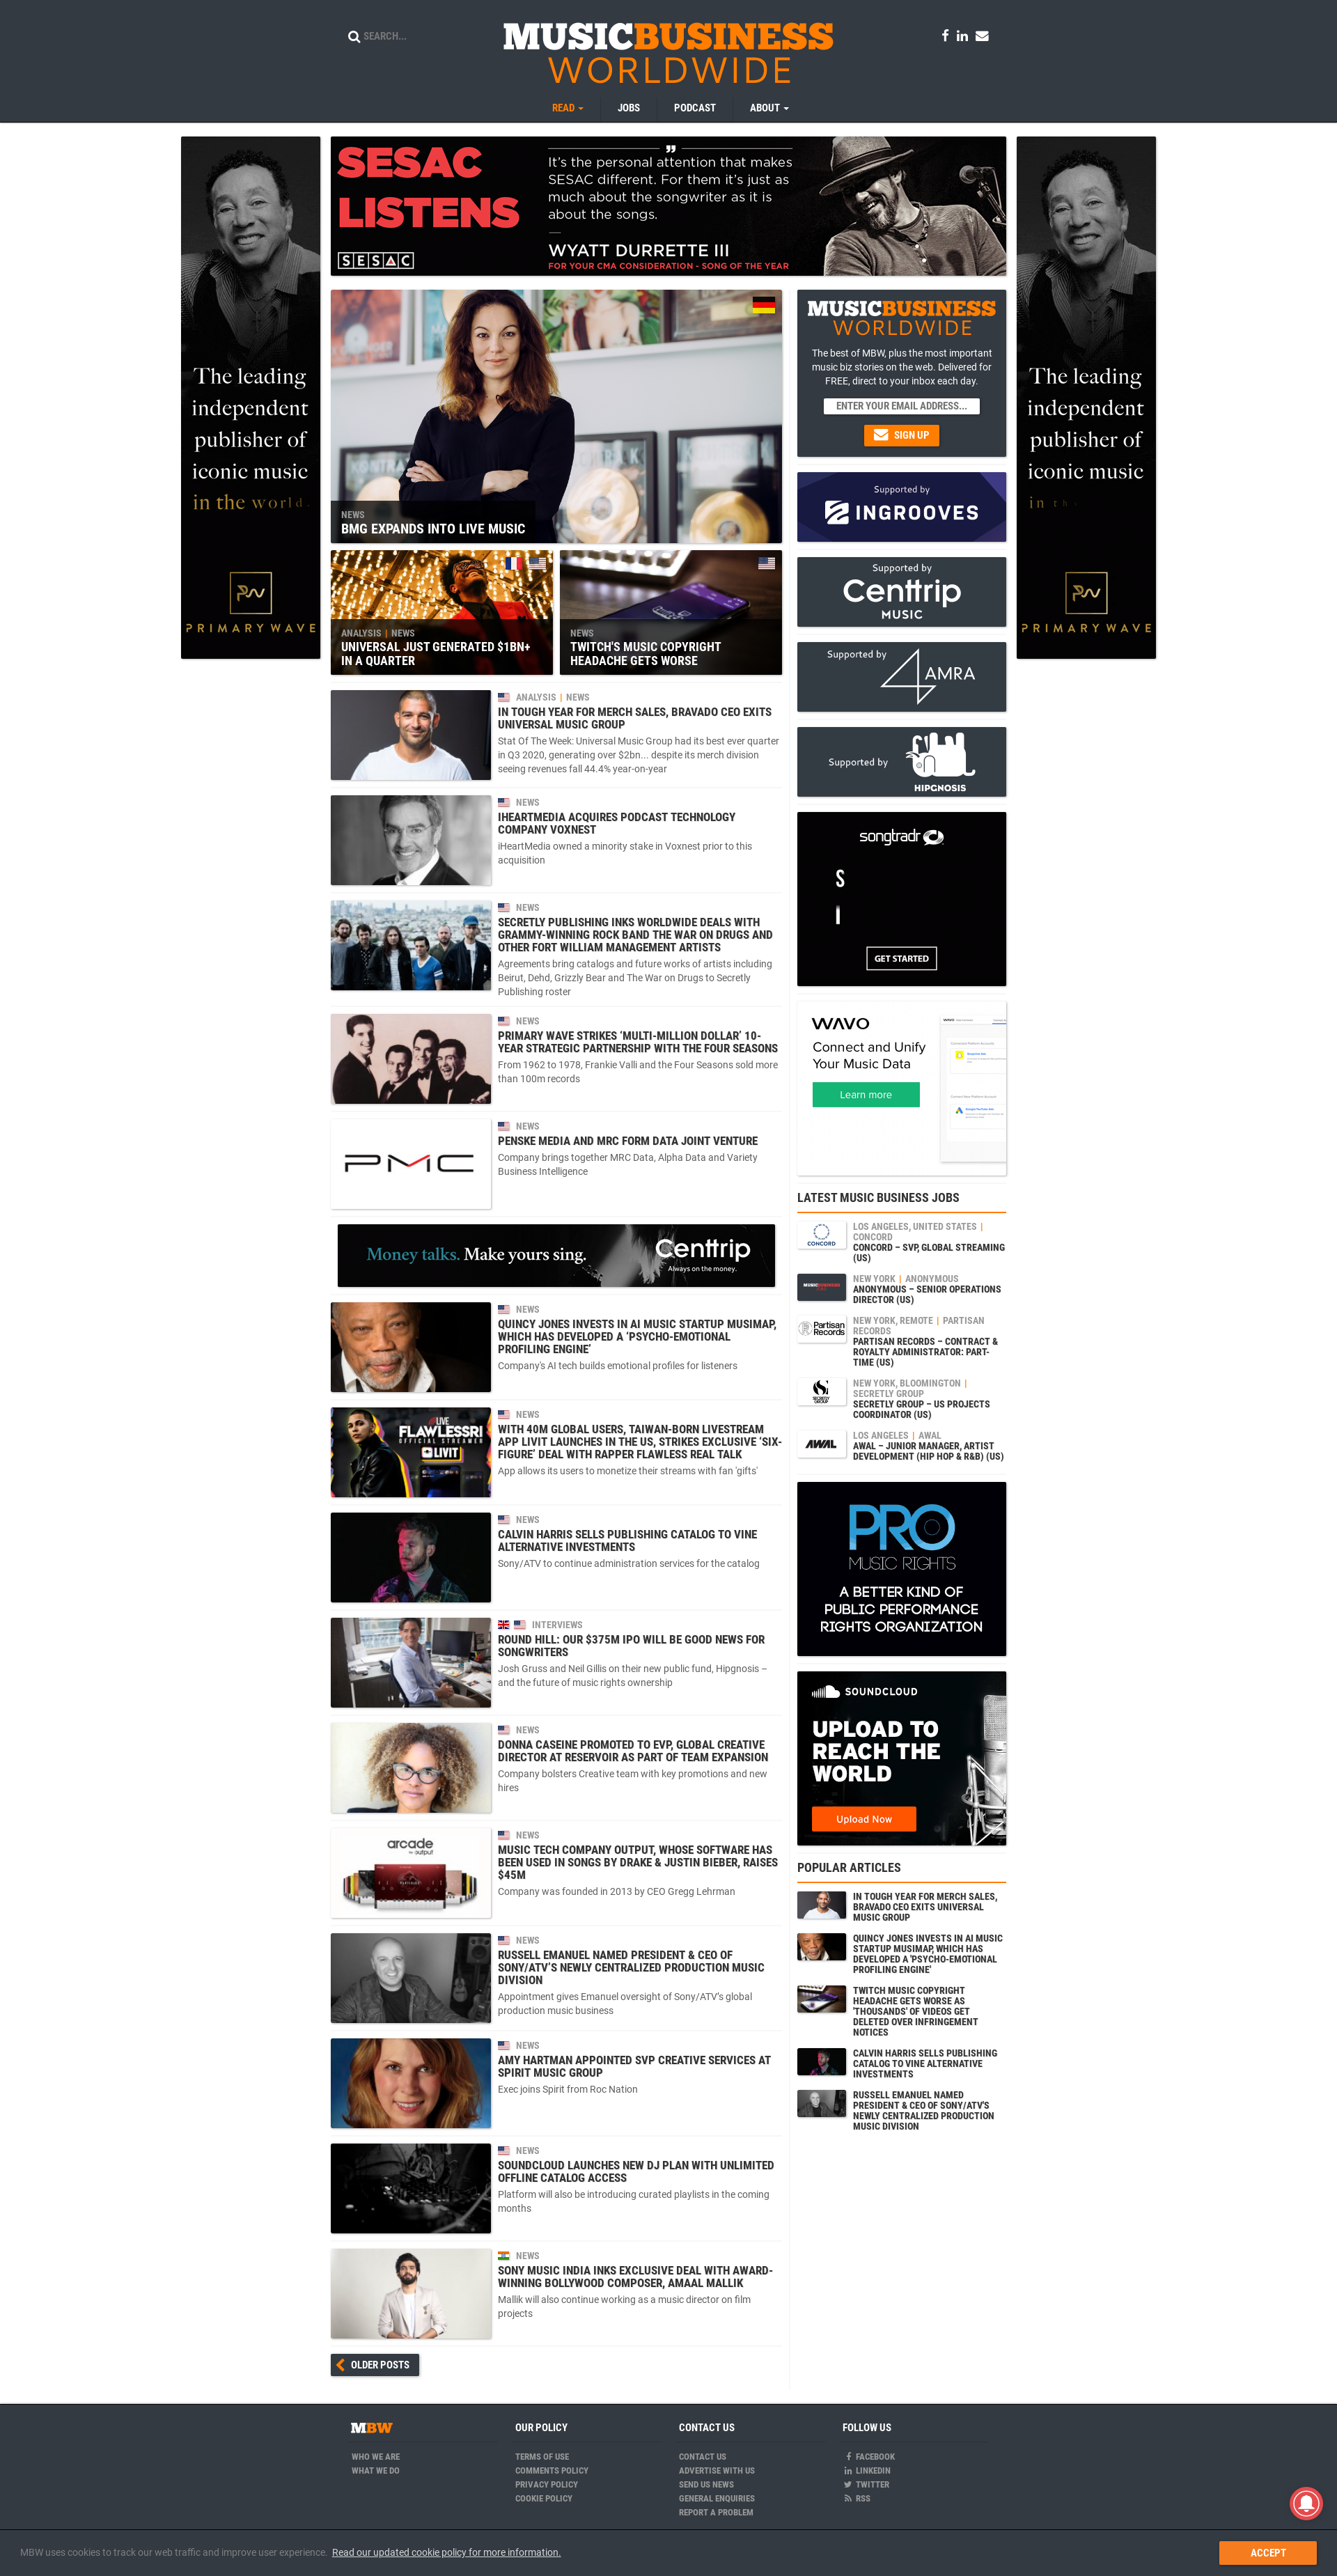 SEARCH...
MUSICBUSINESS
WORLDWIDE
READ
JOBS
PODCAST
ABOUT
The leading
independent
publisher of
iconic music
in the world.
PRIMARY WAVE
SESAC
LISTENS
SESAC
It's the personal attention that makes
SESAC different. For them it's just as
much about the songwriter as it is
about the songs.
WYATT DURRETTE III
FOR YOUR CMA CONSIDERATION - SONG OF THE YEAR
The leading
independent
publisher of
iconic music
in the
PRIMARY WAVE
NEWS
BMG EXPANDS INTO LIVE MUSIC
ANALYSIS | NEWS
UNIVERSAL JUST GENERATED $1BN+
IN A QUARTER
NEWS
TWITCH'S MUSIC COPYRIGHT
HEADACHE GETS WORSE
ANALYSIS | NEWS
IN TOUGH YEAR FOR MERCH SALES, BRAVADO CEO EXITS
UNIVERSAL MUSIC GROUP
Stat Of The Week: Universal Music Group had its best ever quarter
in Q3 2020, generating over $2bn... despite its merch division
seeing revenues fall 44.4% year-on-year
NEWS
IHEARTMEDIA ACQUIRES PODCAST TECHNOLOGY
COMPANY VOXNEST
iHeartMedia owned a minority stake in Voxnest prior to this
acquisition
NEWS
SECRETLY PUBLISHING INKS WORLDWIDE DEALS WITH
GRAMMY-WINNING ROCK BAND THE WAR ON DRUGS AND
OTHER FORT WILLIAM MANAGEMENT ARTISTS
Agreements bring catalogs and future works of artists including
Beirut, Dehd, Grizzly Bear and The War on Drugs to Secretly
Publishing roster
NEWS
PRIMARY WAVE STRIKES ‘MULTI-MILLION DOLLAR’ 10-
YEAR STRATEGIC PARTNERSHIP WITH THE FOUR SEASONS
From 1962 to 1978, Frankie Valli and the Four Seasons sold more
than 100m records
PMC
NEWS
PENSKE MEDIA AND MRC FORM DATA JOINT VENTURE
Company brings together MRC Data, Alpha Data and Variety
Business Intelligence
Money talks. Make yours sing.
Centtrip
Always on the money.
NEWS
QUINCY JONES INVESTS IN AI MUSIC STARTUP MUSIMAP,
WHICH HAS DEVELOPED A ‘PSYCHO-EMOTIONAL
PROFILING ENGINE’
Company's AI tech builds emotional profiles for listeners
LIVE
FLAWLESSRT
OFFICIAL STREAMER
LIVIT
NEWS
WITH 40M GLOBAL USERS, TAIWAN-BORN LIVESTREAM
APP LIVIT LAUNCHES IN THE US, STRIKES EXCLUSIVE ‘SIX-
FIGURE’ DEAL WITH RAPPER FLAWLESS REAL TALK
App allows its users to monetize their streams with fan 'gifts'
NEWS
CALVIN HARRIS SELLS PUBLISHING CATALOG TO VINE
ALTERNATIVE INVESTMENTS
Sony/ATV to continue administration services for the catalog
INTERVIEWS
ROUND HILL: OUR $375M IPO WILL BE GOOD NEWS FOR
SONGWRITERS
Josh Gruss and Neil Gillis on their new public fund, Hipgnosis –
and the future of music rights ownership
NEWS
DONNA CASEINE PROMOTED TO EVP, GLOBAL CREATIVE
DIRECTOR AT RESERVOIR AS PART OF TEAM EXPANSION
Company bolsters Creative team with key promotions and new
hires
arcade
by output
NEWS
MUSIC TECH COMPANY OUTPUT, WHOSE SOFTWARE HAS
BEEN USED IN SONGS BY DRAKE & JUSTIN BIEBER, RAISES
$45M
Company was founded in 2013 by CEO Gregg Lehrman
NEWS
RUSSELL EMANUEL NAMED PRESIDENT & CEO OF
SONY/ATV’S NEWLY CENTRALIZED PRODUCTION MUSIC
DIVISION
Appointment gives Emanuel oversight of Sony/ATV's global
production music business
NEWS
AMY HARTMAN APPOINTED SVP CREATIVE SERVICES AT
SPIRIT MUSIC GROUP
Exec joins Spirit from Roc Nation
NEWS
SOUNDCLOUD LAUNCHES NEW DJ PLAN WITH UNLIMITED
OFFLINE CATALOG ACCESS
Platform will also be introducing curated playlists in the coming
months
NEWS
SONY MUSIC INDIA INKS EXCLUSIVE DEAL WITH AWARD-
WINNING BOLLYWOOD COMPOSER, AMAAL MALLIK
Mallik will also continue working as a music director on film
projects
OLDER POSTS
MUSICBUSINESS
WORLDWIDE
The best of MBW, plus the most important
music biz stories on the web. Delivered for
FREE, direct to your inbox each day.
ENTER YOUR EMAIL ADDRESS...
SIGN UP
Supported by
INGROOVES
Supported by
Centtrip
MUSIC
Supported by
AMRA
Supported by
HIPGNOSIS
songtradr
S
I
GET STARTED
WAVO
Connect and Unify
Your Music Data
Learn more
LATEST MUSIC BUSINESS JOBS
CONCORD
LOS ANGELES, UNITED STATES |
CONCORD
CONCORD – SVP, GLOBAL STREAMING
(US)
NEW YORK | ANONYMOUS
ANONYMOUS – SENIOR OPERATIONS
DIRECTOR (US)
Partisan
Records
NEW YORK, REMOTE | PARTISAN
RECORDS
PARTISAN RECORDS – CONTRACT &
ROYALTY ADMINISTRATOR: PART-
TIME (US)
SECRETLY
GROUP
NEW YORK, BLOOMINGTON |
SECRETLY GROUP
SECRETLY GROUP – US PROJECTS
COORDINATOR (US)
AWAL
LOS ANGELES | AWAL
AWAL – JUNIOR MANAGER, ARTIST
DEVELOPMENT (HIP HOP & R&B) (US)
PRO
MUSIC RIGHTS
A BETTER KIND OF
PUBLIC PERFORMANCE
RIGHTS ORGANIZATION
SOUNDCLOUD
UPLOAD TO
REACH THE
WORLD
Upload Now
POPULAR ARTICLES
IN TOUGH YEAR FOR MERCH SALES,
BRAVADO CEO EXITS UNIVERSAL
MUSIC GROUP
QUINCY JONES INVESTS IN AI MUSIC
STARTUP MUSIMAP, WHICH HAS
DEVELOPED A 'PSYCHO-EMOTIONAL
PROFILING ENGINE'
TWITCH MUSIC COPYRIGHT
HEADACHE GETS WORSE AS
'THOUSANDS' OF VIDEOS GET
DELETED OVER INFRINGEMENT
NOTICES
CALVIN HARRIS SELLS PUBLISHING
CATALOG TO VINE ALTERNATIVE
INVESTMENTS
RUSSELL EMANUEL NAMED
PRESIDENT & CEO OF SONY/ATV'S
NEWLY CENTRALIZED PRODUCTION
MUSIC DIVISION
MBW
WHO WE ARE
WHAT WE DO
OUR POLICY
TERMS OF USE
COMMENTS POLICY
PRIVACY POLICY
COOKIE POLICY
CONTACT US
CONTACT US
ADVERTISE WITH US
SEND US NEWS
GENERAL ENQUIRIES
REPORT A PROBLEM
FOLLOW US
FACEBOOK
LINKEDIN
TWITTER
RSS
MBW uses cookies to track our web traffic and improve user experience. Read our updated cookie policy for more information.
ACCEPT